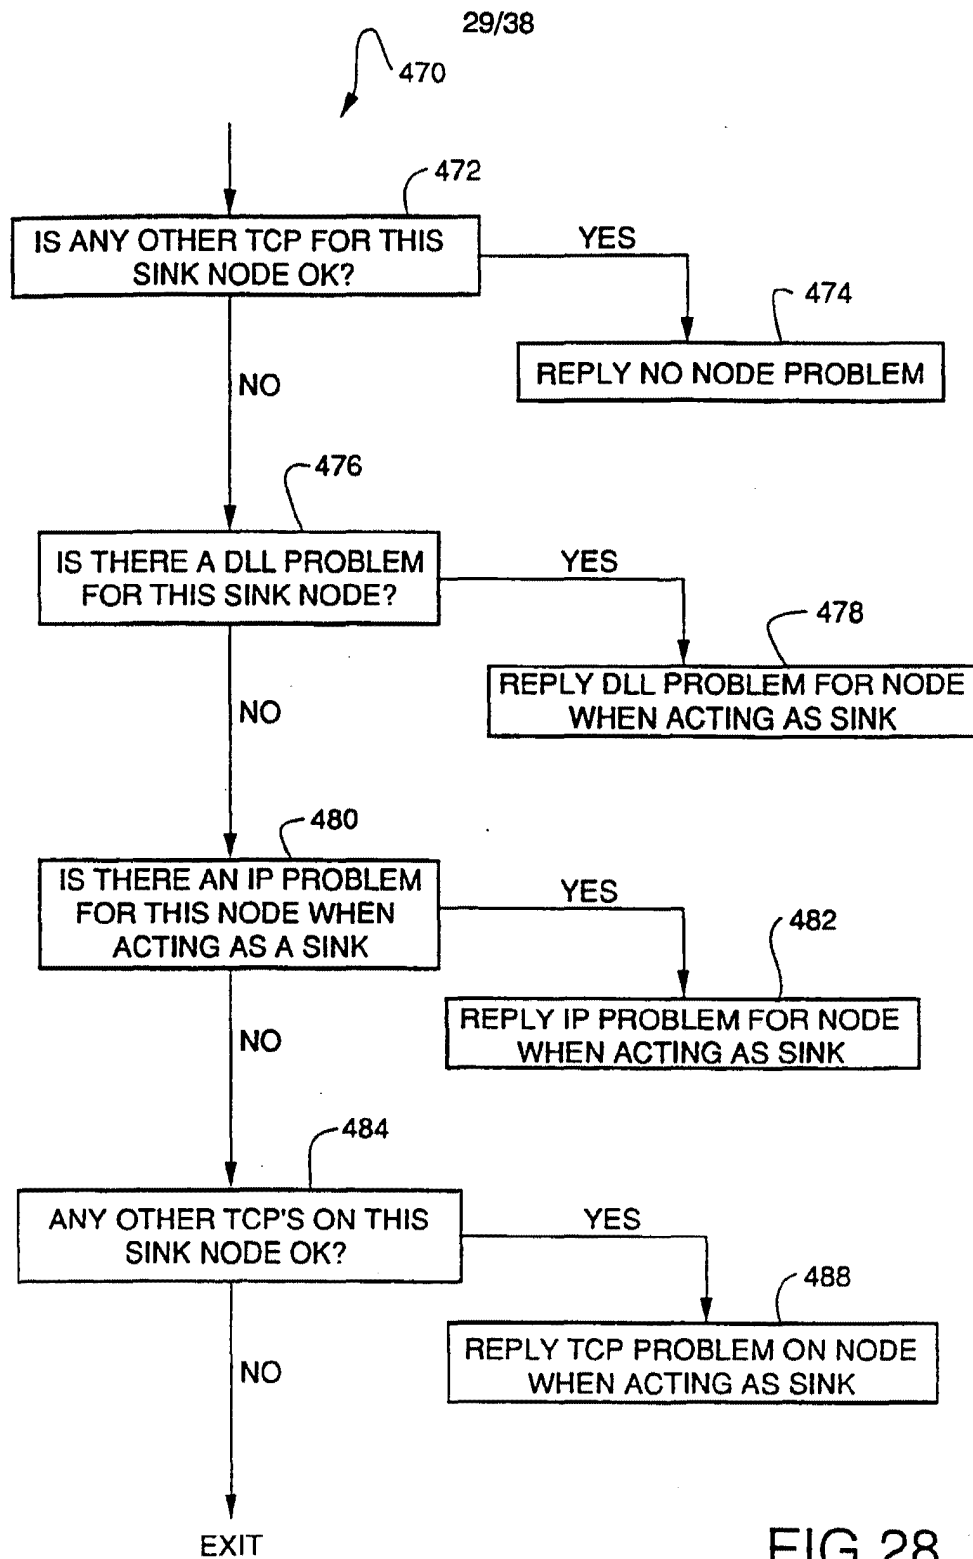 29/38
470
472
IS ANY OTHER TCP FOR THIS
SINK NODE OK?
YES
474
REPLY NO NODE PROBLEM
NO
476
IS THERE A DLL PROBLEM
FOR THIS SINK NODE?
YES
478
REPLY DLL PROBLEM FOR NODE
WHEN ACTING AS SINK
NO
480
IS THERE AN IP PROBLEM
FOR THIS NODE WHEN
ACTING AS A SINK
YES
482
REPLY IP PROBLEM FOR NODE
WHEN ACTING AS SINK
NO
484
ANY OTHER TCP'S ON THIS
SINK NODE OK?
YES
488
REPLY TCP PROBLEM ON NODE
WHEN ACTING AS SINK
NO
EXIT
FIG 28